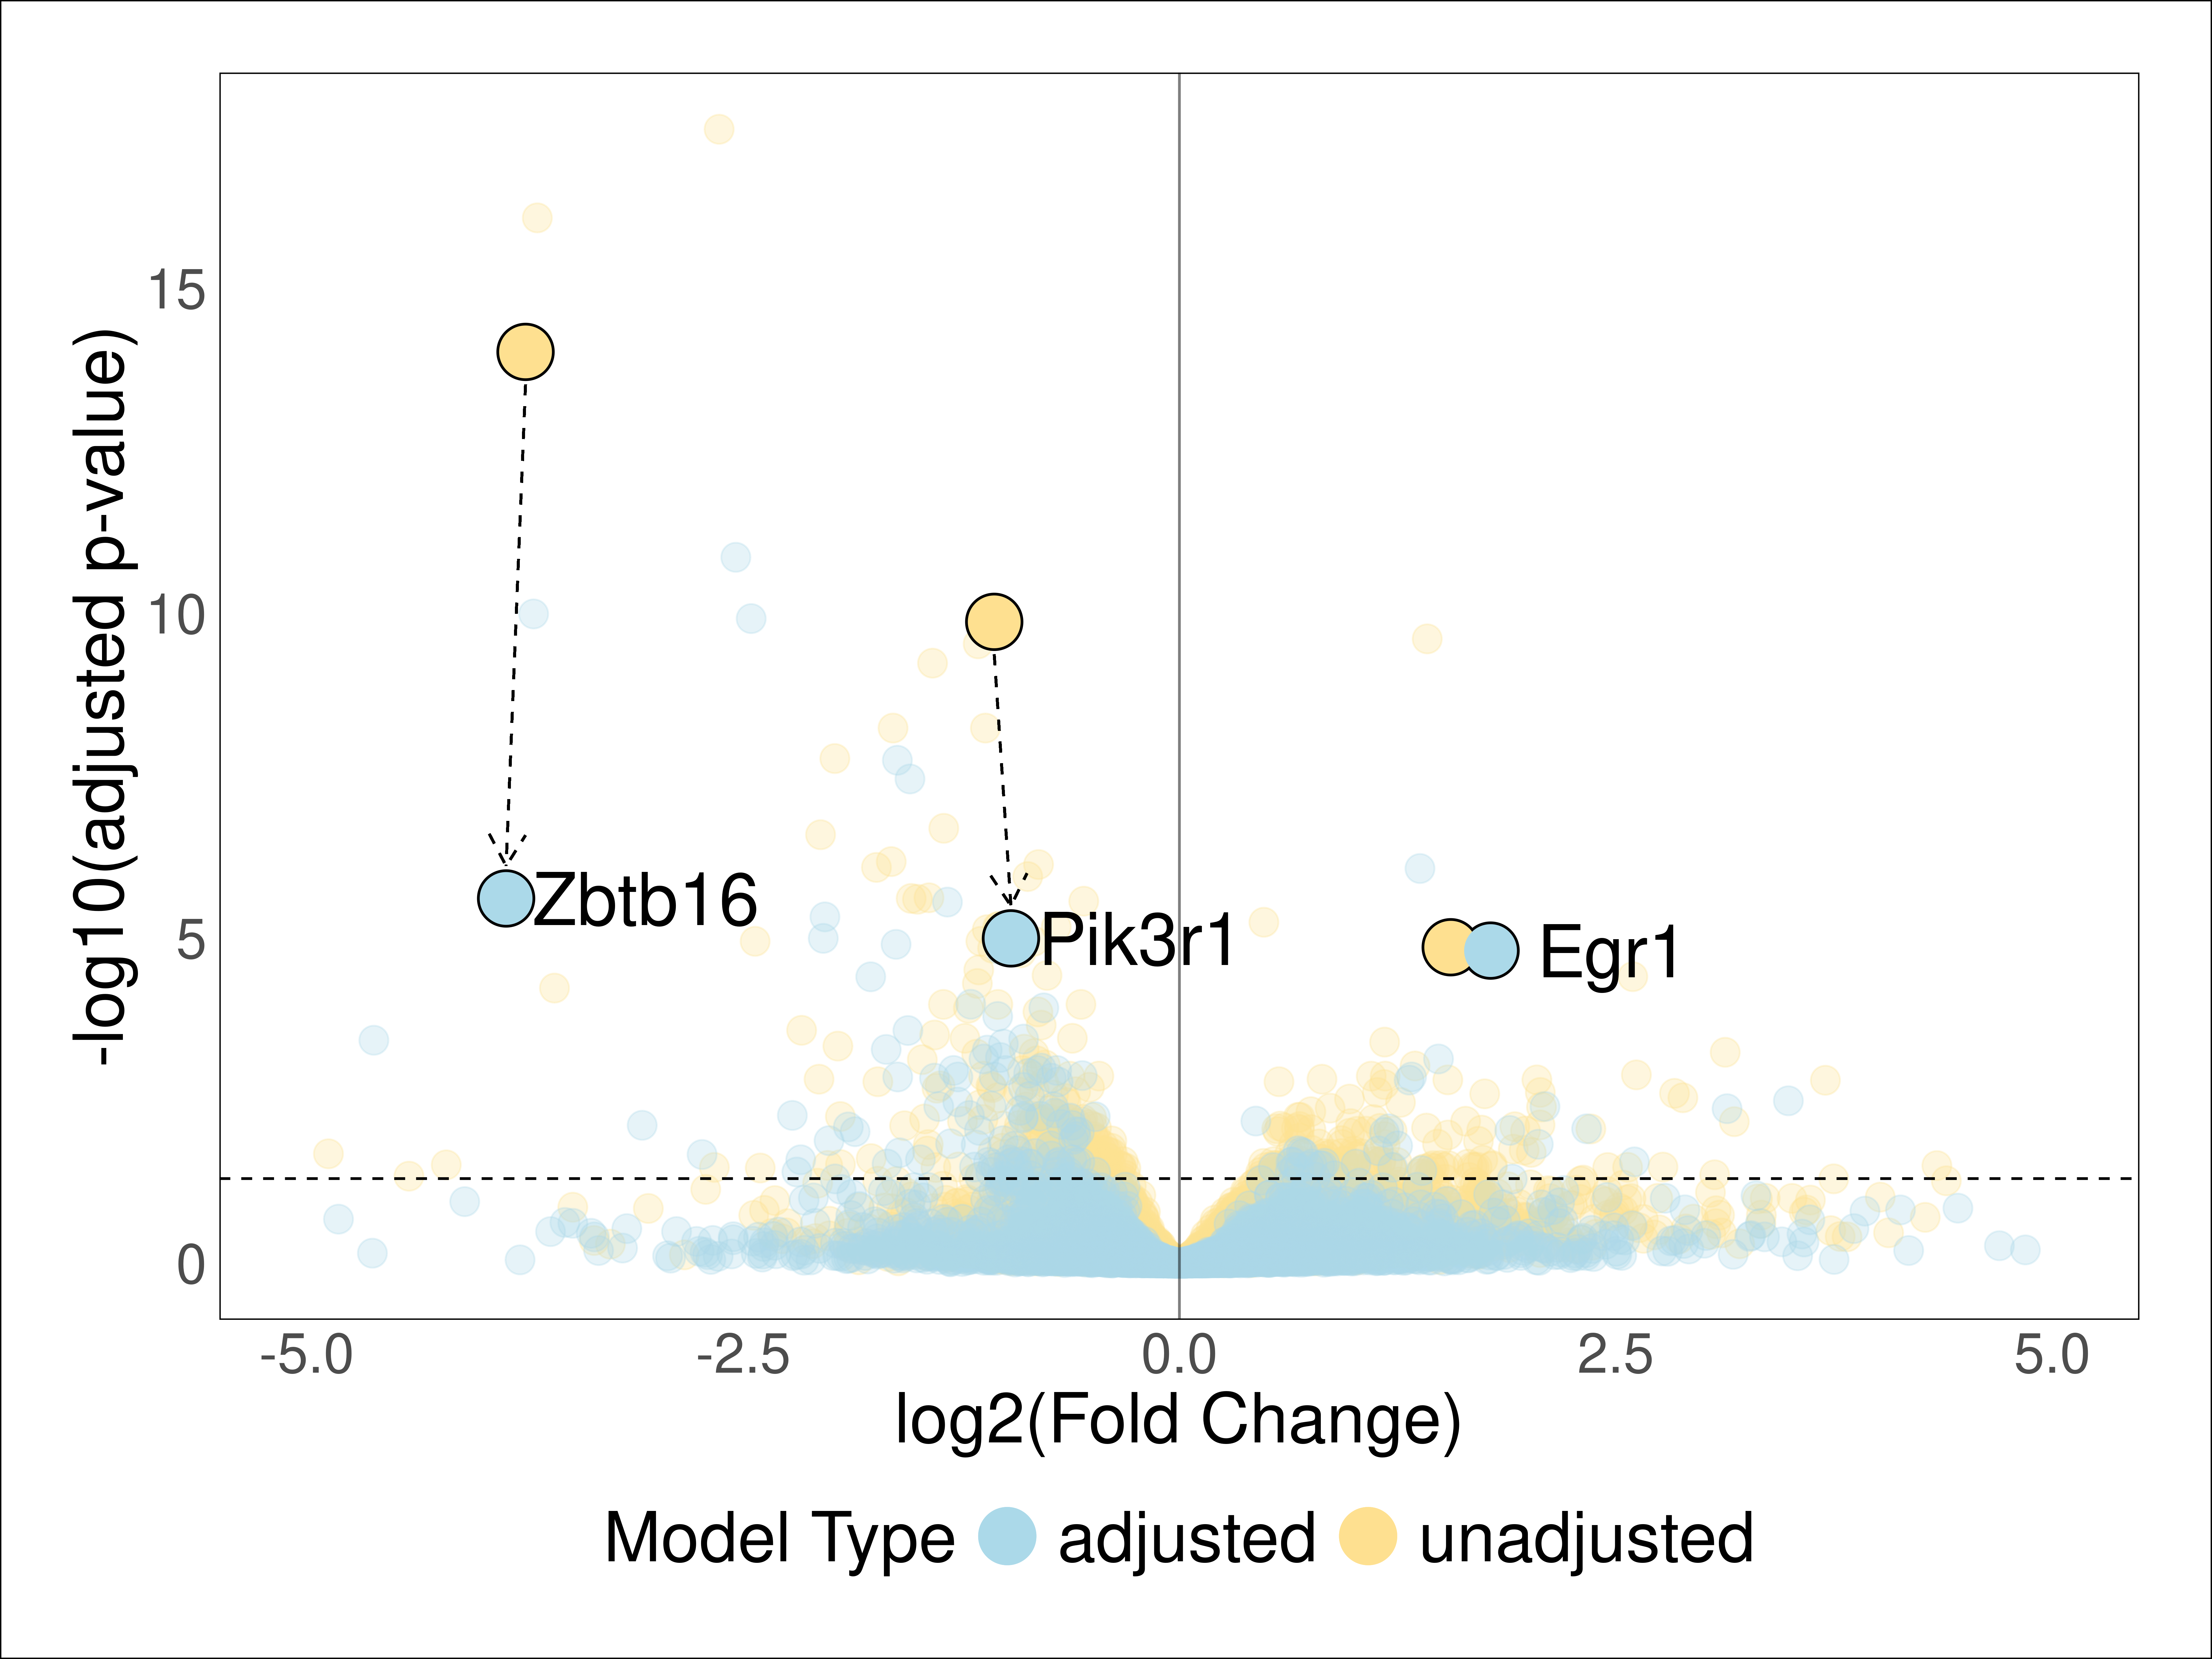 -log10(adjusted p-value)
15
10
5
0
Zbtb16
Pik3r1
Egr1
-5.0
-2.5
0.0
2.5
5.0
log2(Fold Change)
Model Type adjusted unadjusted